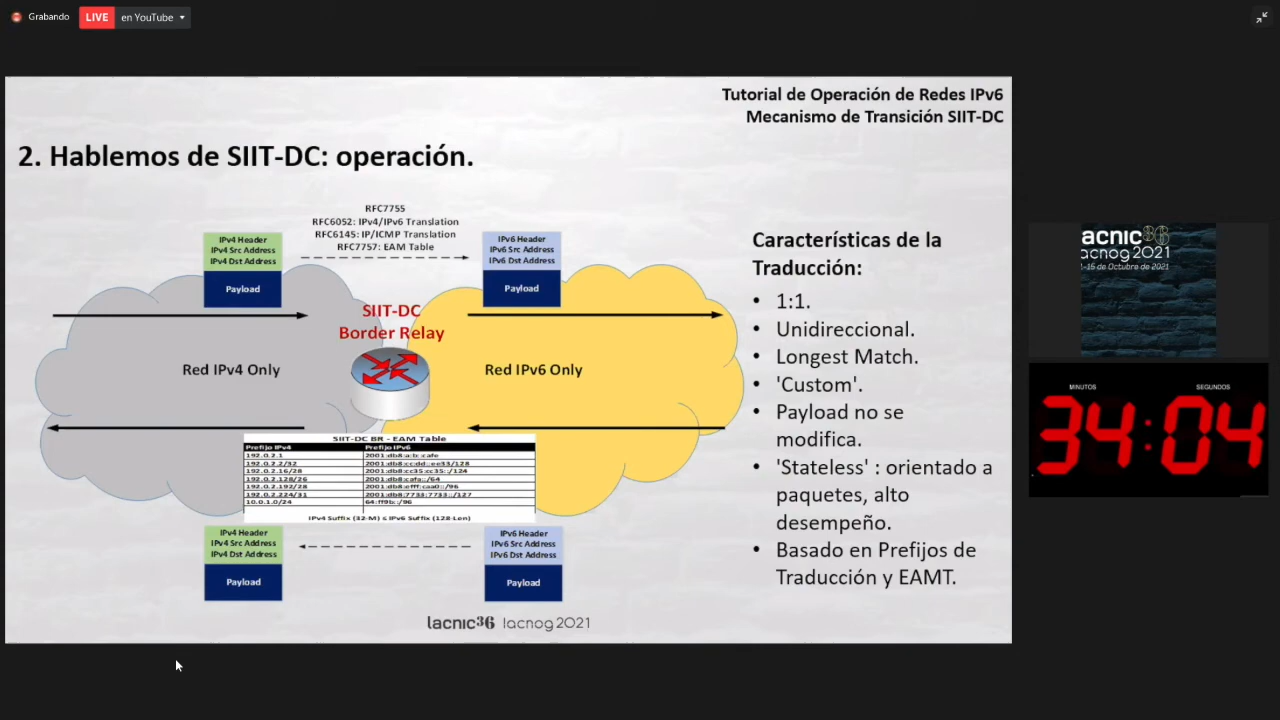 Grabando
LIVE en YouTube
Tutorial de Operación de Redes IPv6
Mecanismo de Transición SIIT-DC
2. Hablemos de SIIT-DC: operación.
RFC7755
RFC6052: IPv4/IPv6 Translation
RFC6145: IP/ICMP Translation
RFC7757: EAM Table
IPv4 Header
IPv4 Src Address
IPv4 Dst Address
Payload
IPv6 Header
IPv6 Src Address
IPv6 Dst Address
Payload
SIIT-DC
Border Relay
Red IPv4 Only
Red IPv6 Only
SIIT-DC BR - EAM Table
Prefijo IPv4 Prefijo IPv6
192.0.2.1 2001:db8:a:b::cafe
192.0.2.2/32 2001:db8:cc:dd::ee33/128
192.0.2.16/28 2001:db8:cc35:cc35::/124
192.0.2.128/26 2001:db8:cafa::/64
192.0.2.192/28 2001:db8:efff:caa0::/96
192.0.2.224/31 2001:db8:7733:7733::/127
10.0.1.0/24 64:ff9b::/96
IPv4 Suffix (32-M) ≤ IPv6 Suffix (128-Len)
IPv4 Header
IPv4 Src Address
IPv4 Dst Address
Payload
IPv6 Header
IPv6 Src Address
IPv6 Dst Address
Payload
Características de la
Traducción:
• 1:1.
• Unidireccional.
• Longest Match.
• 'Custom'.
• Payload no se
modifica.
• 'Stateless' : orientado a
paquetes, alto
desempeño.
• Basado en Prefijos de
Traducción y EAMT.
lacnic36 lacnog2021
acnic36
acnog2021
1-15 de Octubre de 2021
MINUTOS SEGUNDOS
34:04